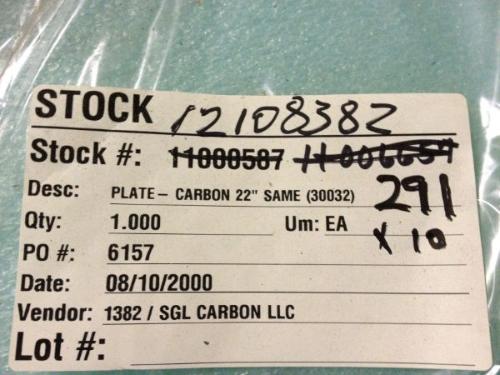 STOCK 12108382
Stock #: 11000587 11006654
Desc: PLATE- CARBON 22" SAME (30032)
291
Qty: 1.000 Um: EA
x 10
PO #: 6157
Date: 08/10/2000
Vendor: 1382 / SGL CARBON LLC
Lot #: